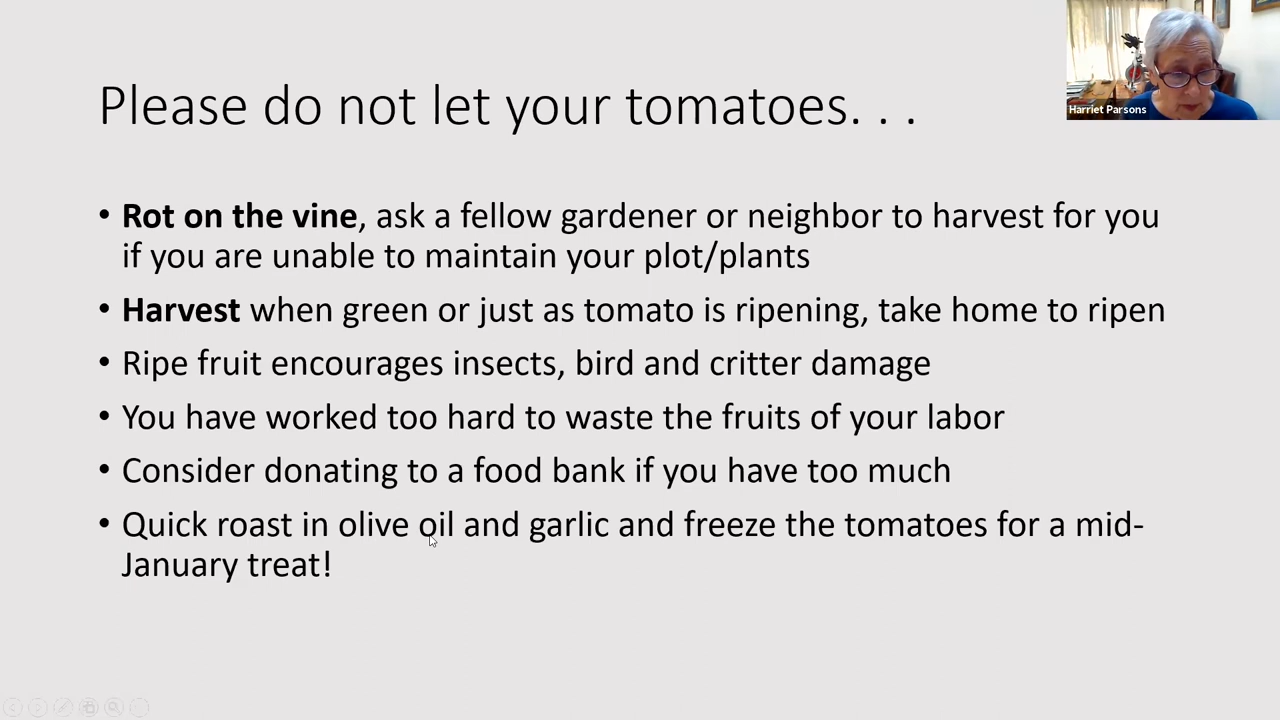 Please do not let your tomatoes. . .
Harriet Parsons
• Rot on the vine, ask a fellow gardener or neighbor to harvest for you
if you are unable to maintain your plot/plants
• Harvest when green or just as tomato is ripening, take home to ripen
• Ripe fruit encourages insects, bird and critter damage
• You have worked too hard to waste the fruits of your labor
• Consider donating to a food bank if you have too much
• Quick roast in olive oil and garlic and freeze the tomatoes for a mid-
January treat!